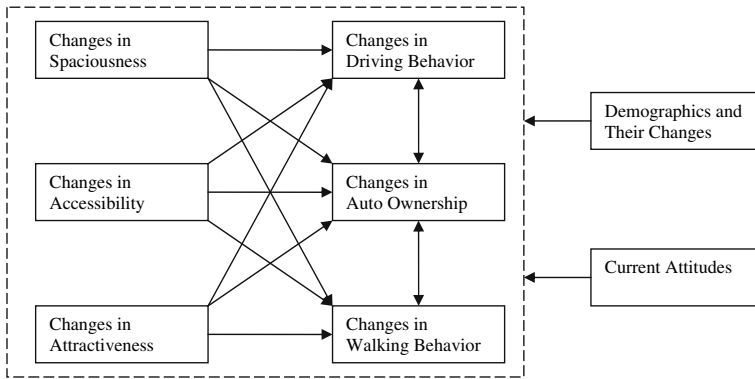 Changes in
Spaciousness
Changes in
Driving Behavior
Demographics and
Their Changes
Changes in
Accessibility
Changes in
Auto Ownership
Current Attitudes
Changes in
Attractiveness
Changes in
Walking Behavior